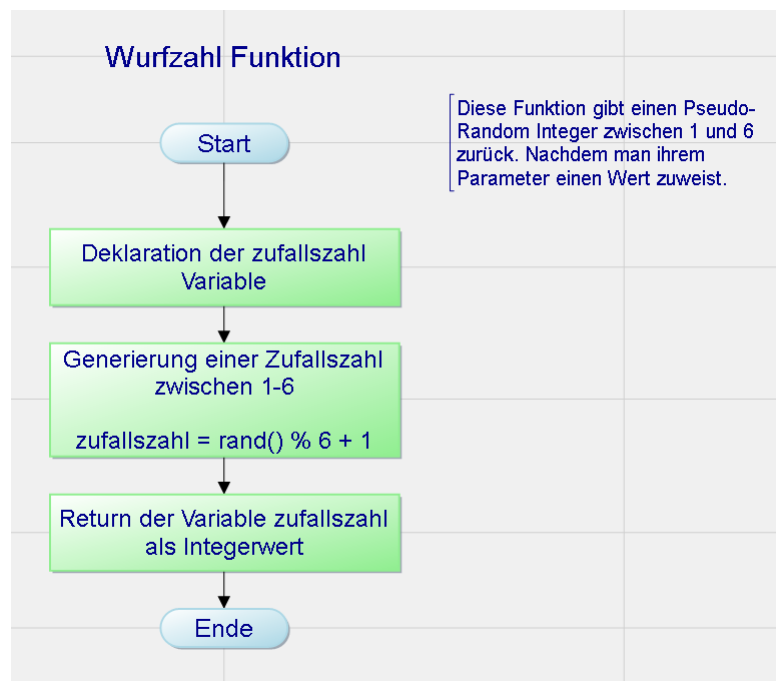 Wurfzahl Funktion
Diese Funktion gibt einen Pseudo-
Random Integer zwischen 1 und 6
zurück. Nachdem man ihrem
Parameter einen Wert zuweist.
Start
Deklaration der zufallszahl
Variable
Generierung einer Zufallszahl
zwischen 1-6
zufallszahl = rand() % 6 + 1
Return der Variable zufallszahl
als Integerwert
Ende